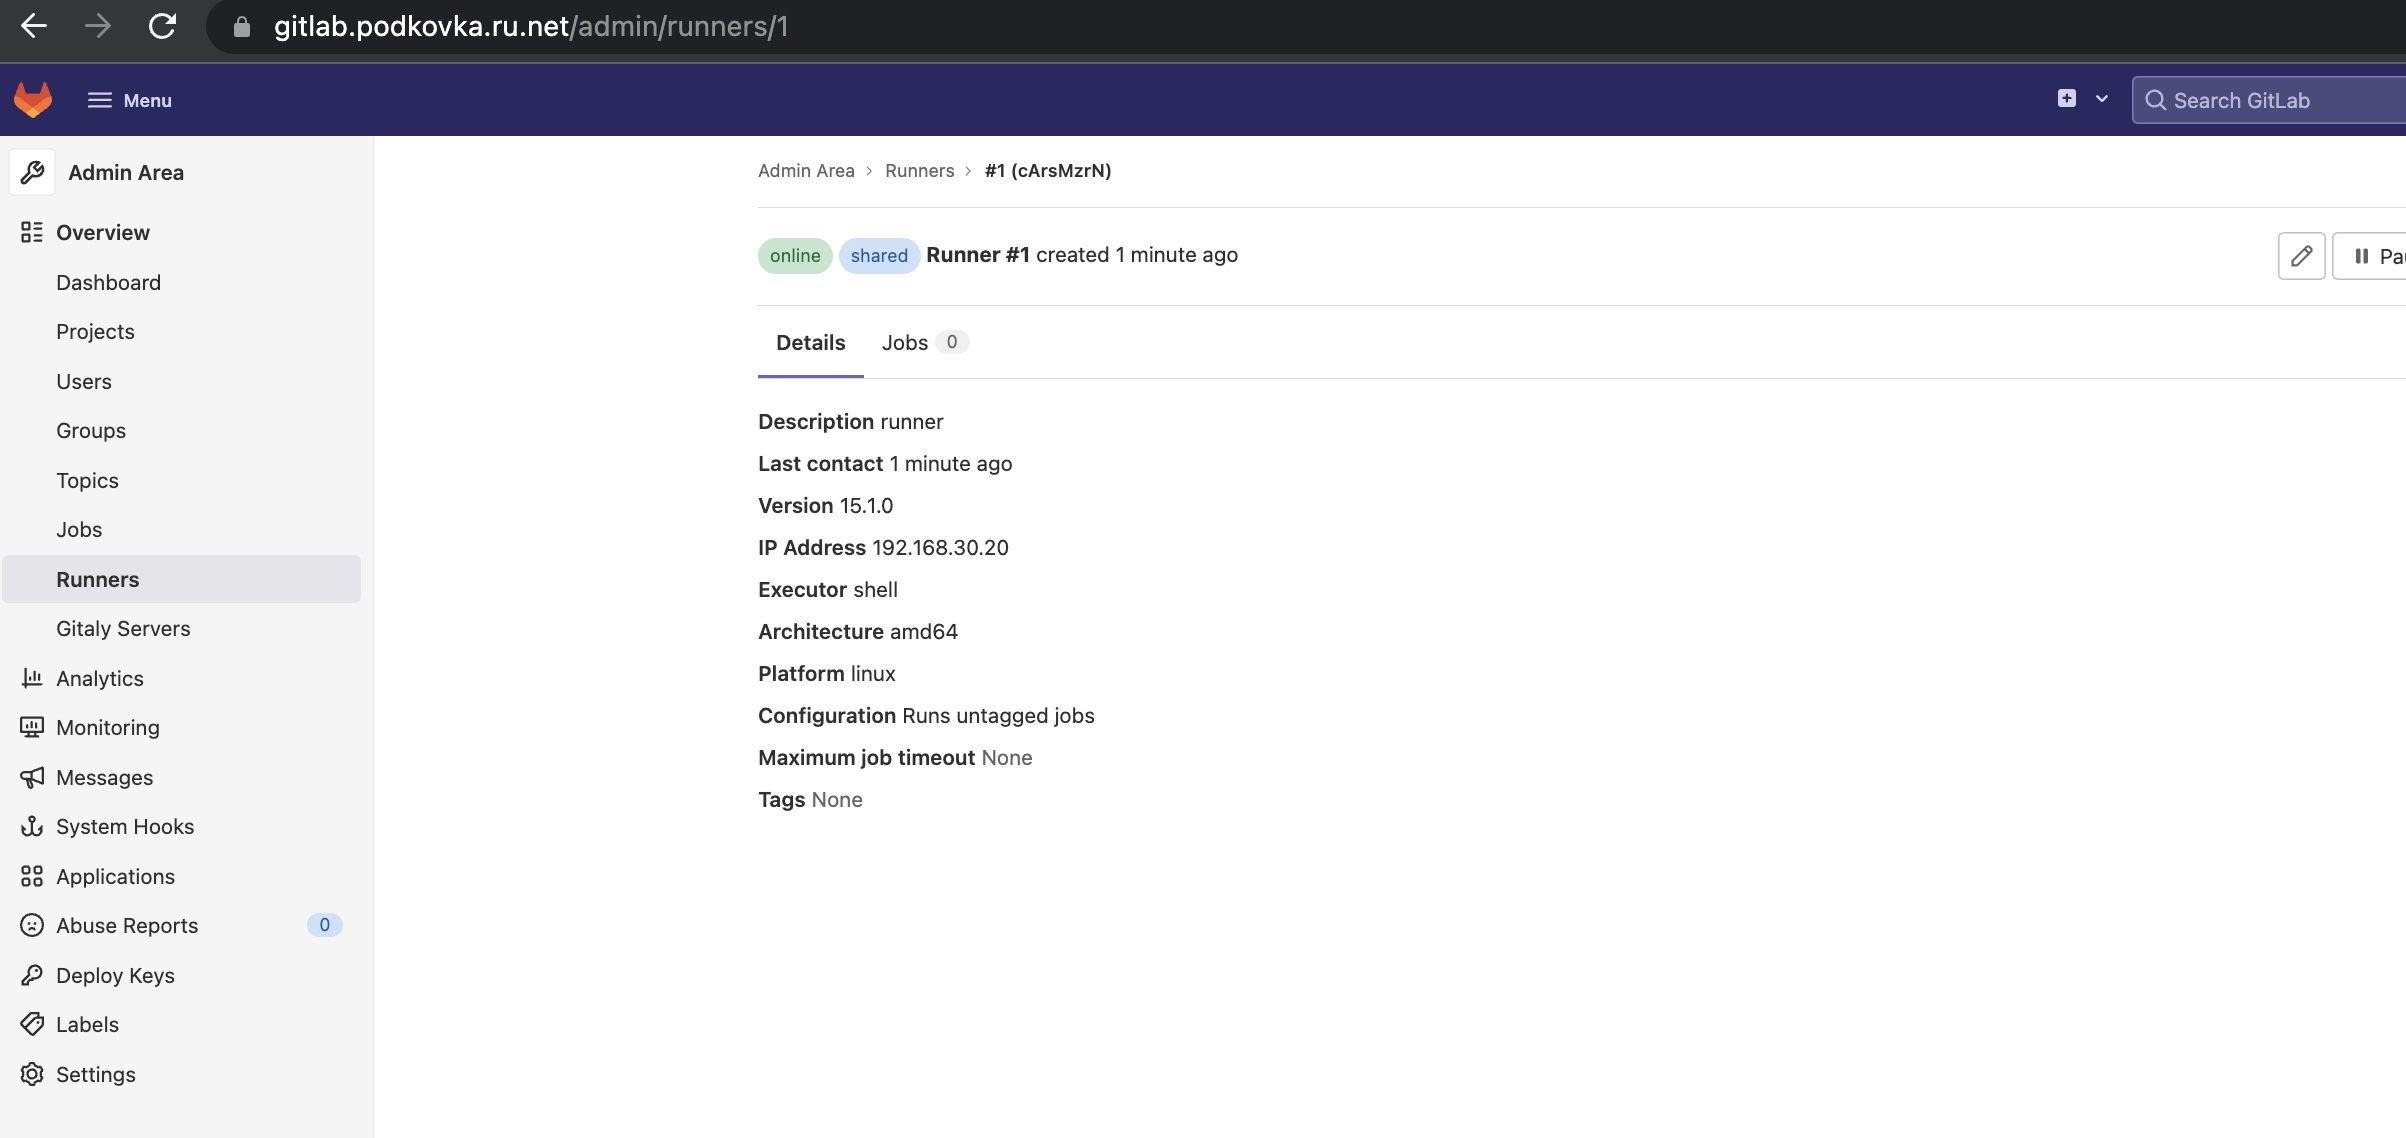 gitlab.podkovka.ru.net/admin/runners/1
Menu
Search GitLab
Admin Area
Overview
Dashboard
Projects
Users
Groups
Topics
Jobs
Runners
Gitaly Servers
Analytics
Monitoring
Messages
System Hooks
Applications
Abuse Reports 0
Deploy Keys
Labels
Settings
Admin Area > Runners > #1 (cArsMzrN)
online shared Runner #1 created 1 minute ago
Pau
Details Jobs 0
Description runner
Last contact 1 minute ago
Version 15.1.0
IP Address 192.168.30.20
Executor shell
Architecture amd64
Platform linux
Configuration Runs untagged jobs
Maximum job timeout None
Tags None